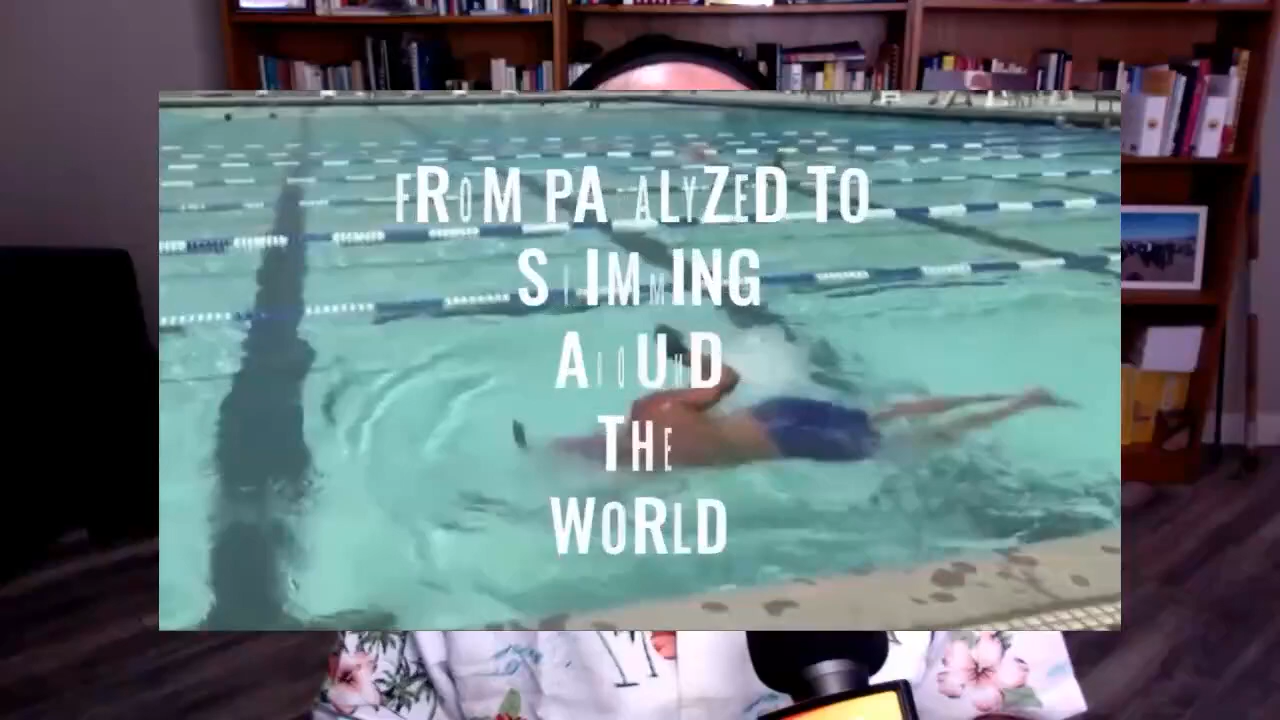 FROM PARALYZED TO
SWIMMING
AROUND
THE
WORLD